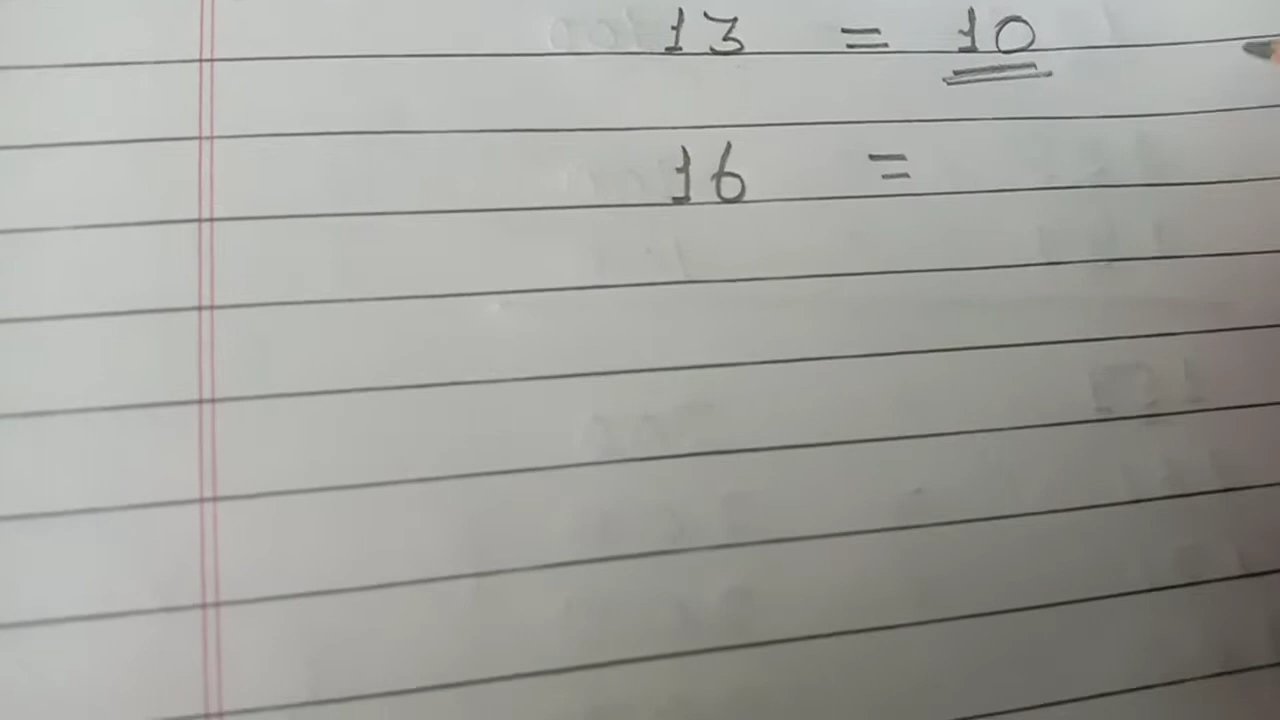 13 = 10
16 =